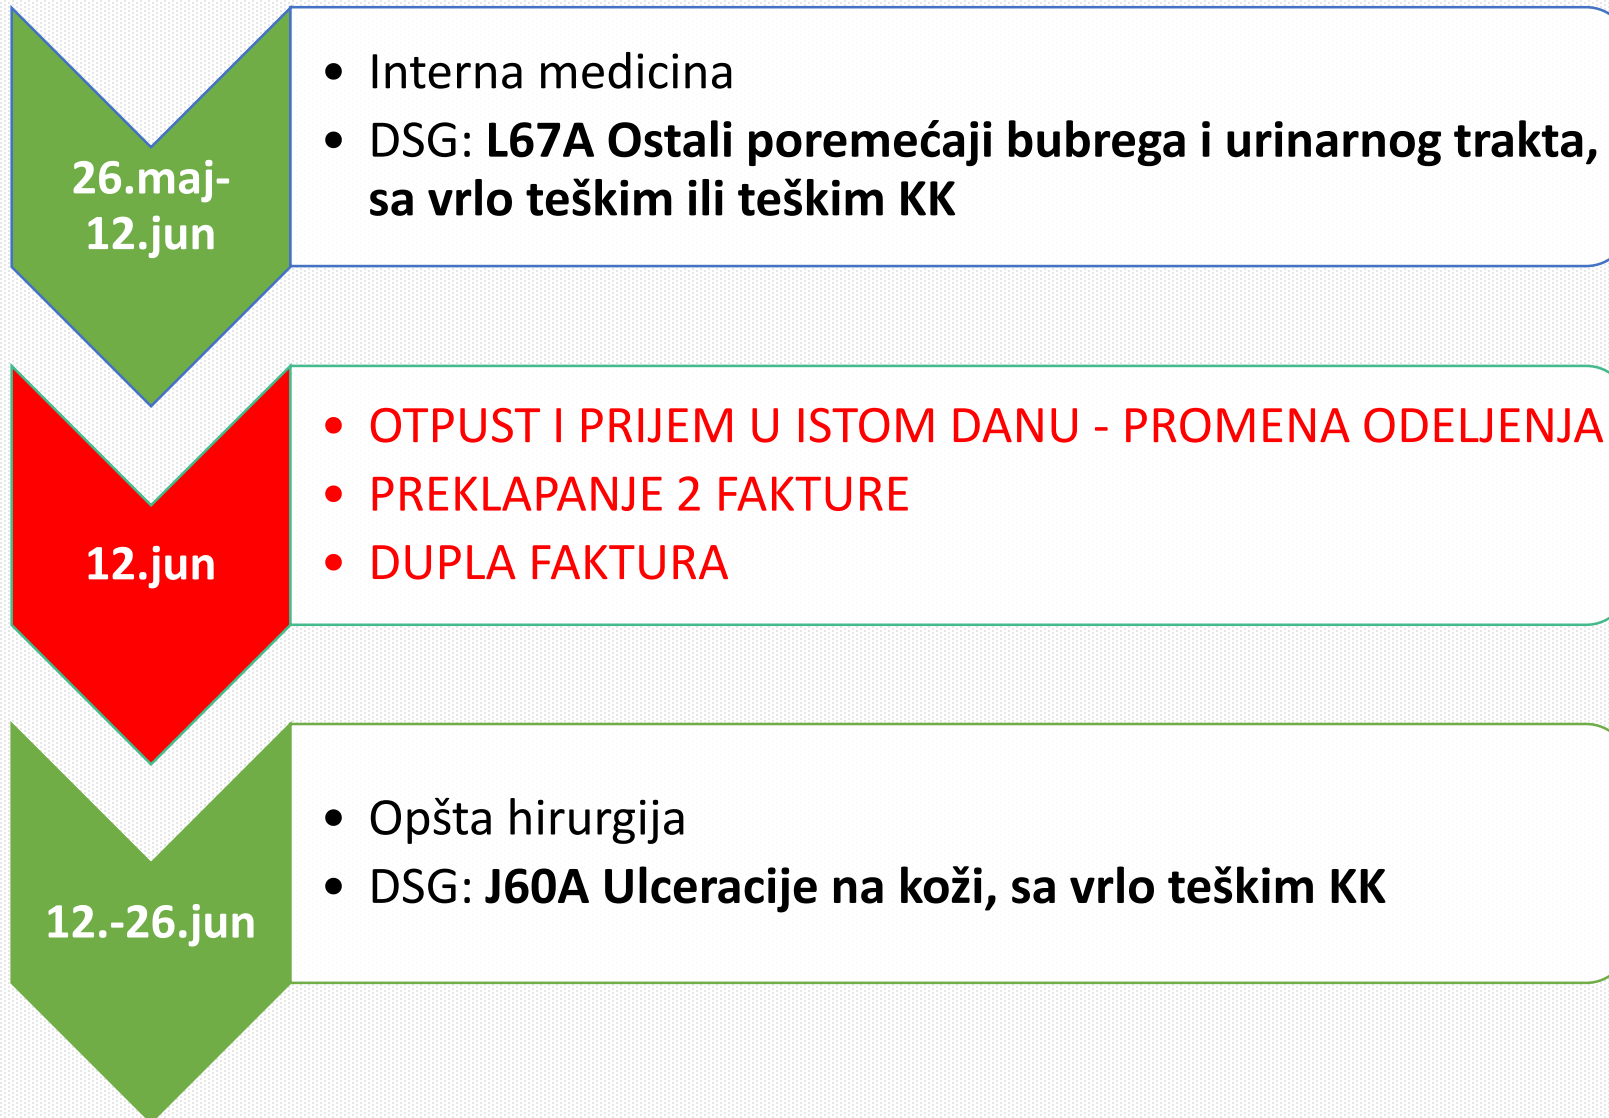 26.maj-
12.jun
• Interna medicina
• DSG: L67A Ostali poremećaji bubrega i urinarnog trakta,
sa vrlo teškim ili teškim KK
12.jun
• OTPUST I PRIJEM U ISTOM DANU - PROMENA ODELJENJA
• PREKLAPANJE 2 FAKTURE
• DUPLA FAKTURA
12.-26.jun
• Opšta hirurgija
• DSG: J60A Ulceracije na koži, sa vrlo teškim KK